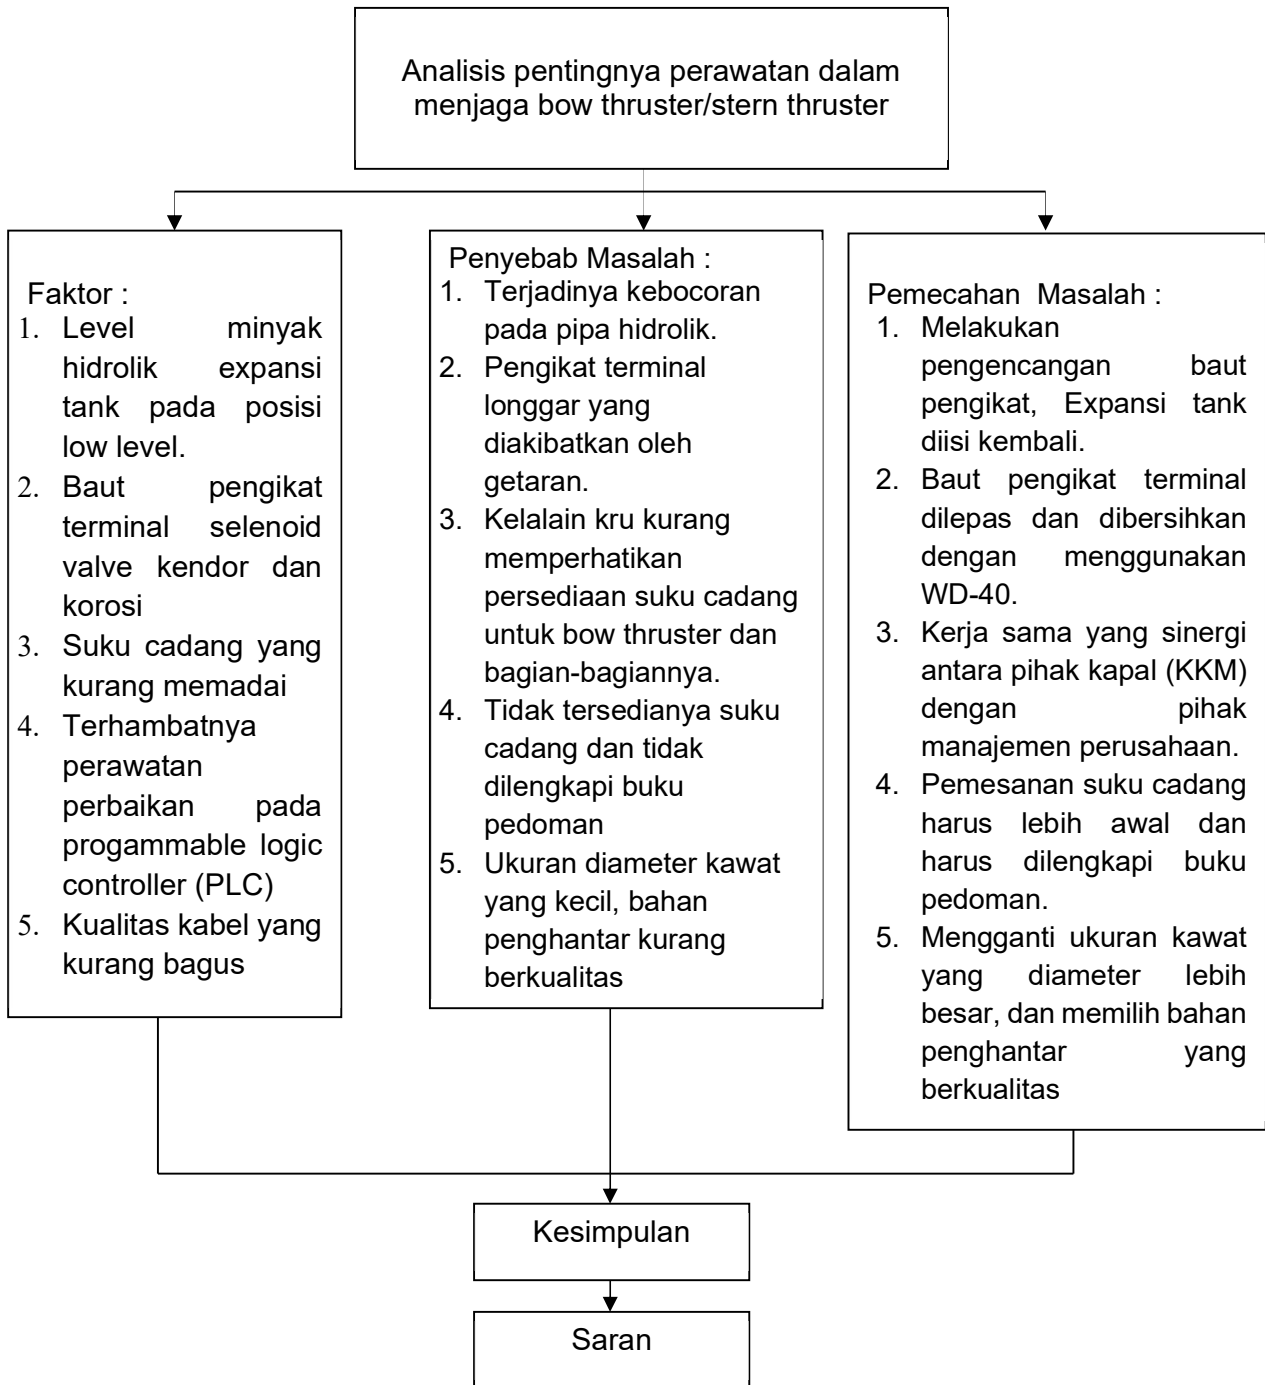 Analisis pentingnya perawatan dalam
menjaga bow thruster/stern thruster
Faktor :
1. Level minyak
hidrolik expansi
tank pada posisi
low level.
2. Baut pengikat
terminal selenoid
valve kendor dan
korosi
3. Suku cadang yang
kurang memadai
4. Terhambatnya
perawatan
perbaikan pada
progammable logic
controller (PLC)
5. Kualitas kabel yang
kurang bagus
Penyebab Masalah :
1. Terjadinya kebocoran
pada pipa hidrolik.
2. Pengikat terminal
longgar yang
diakibatkan oleh
getaran.
3. Kelalain kru kurang
memperhatikan
persediaan suku cadang
untuk bow thruster dan
bagian-bagiannya.
4. Tidak tersedianya suku
cadang dan tidak
dilengkapi buku
pedoman
5. Ukuran diameter kawat
yang kecil, bahan
penghantar kurang
berkualitas
Pemecahan Masalah :
1. Melakukan
pengencangan baut
pengikat, Expansi tank
diisi kembali.
2. Baut pengikat terminal
dilepas dan dibersihkan
dengan menggunakan
WD-40.
3. Kerja sama yang sinergi
antara pihak kapal (KKM)
dengan pihak
manajemen perusahaan.
4. Pemesanan suku cadang
harus lebih awal dan
harus dilengkapi buku
pedoman.
5. Mengganti ukuran kawat
yang diameter lebih
besar, dan memilih bahan
penghantar yang
berkualitas
Kesimpulan
Saran